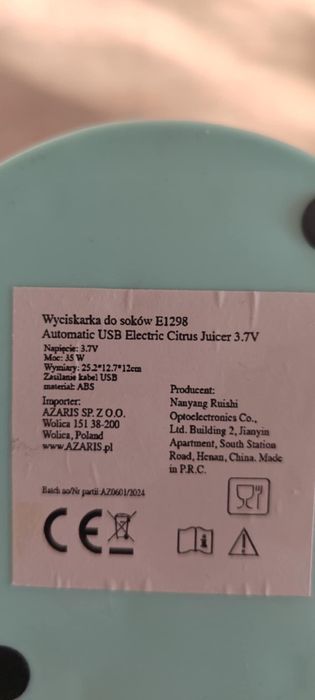 Wyciskarka do soków E1298
Automatic USB Electric Citrus Juicer 3.7V
Napięcie: 3.7V
Moc: 35 W
Wymiary: 25.2*12.7*12cm
Zasilanie kabel USB
materiał: ABS
Importer:
AZARIS SP. Z O.O.
Wolica 151 38-200
Wolica, Poland
www.AZARIS.pl
Producent:
Nanyang Ruishi
Optoelectronics Co.,
Ltd. Building 2, Jianyin
Apartment, South Station
Road, Henan, China. Made
in P.R.C.
Batch no/Nr partii:AZ0601/2024
CE